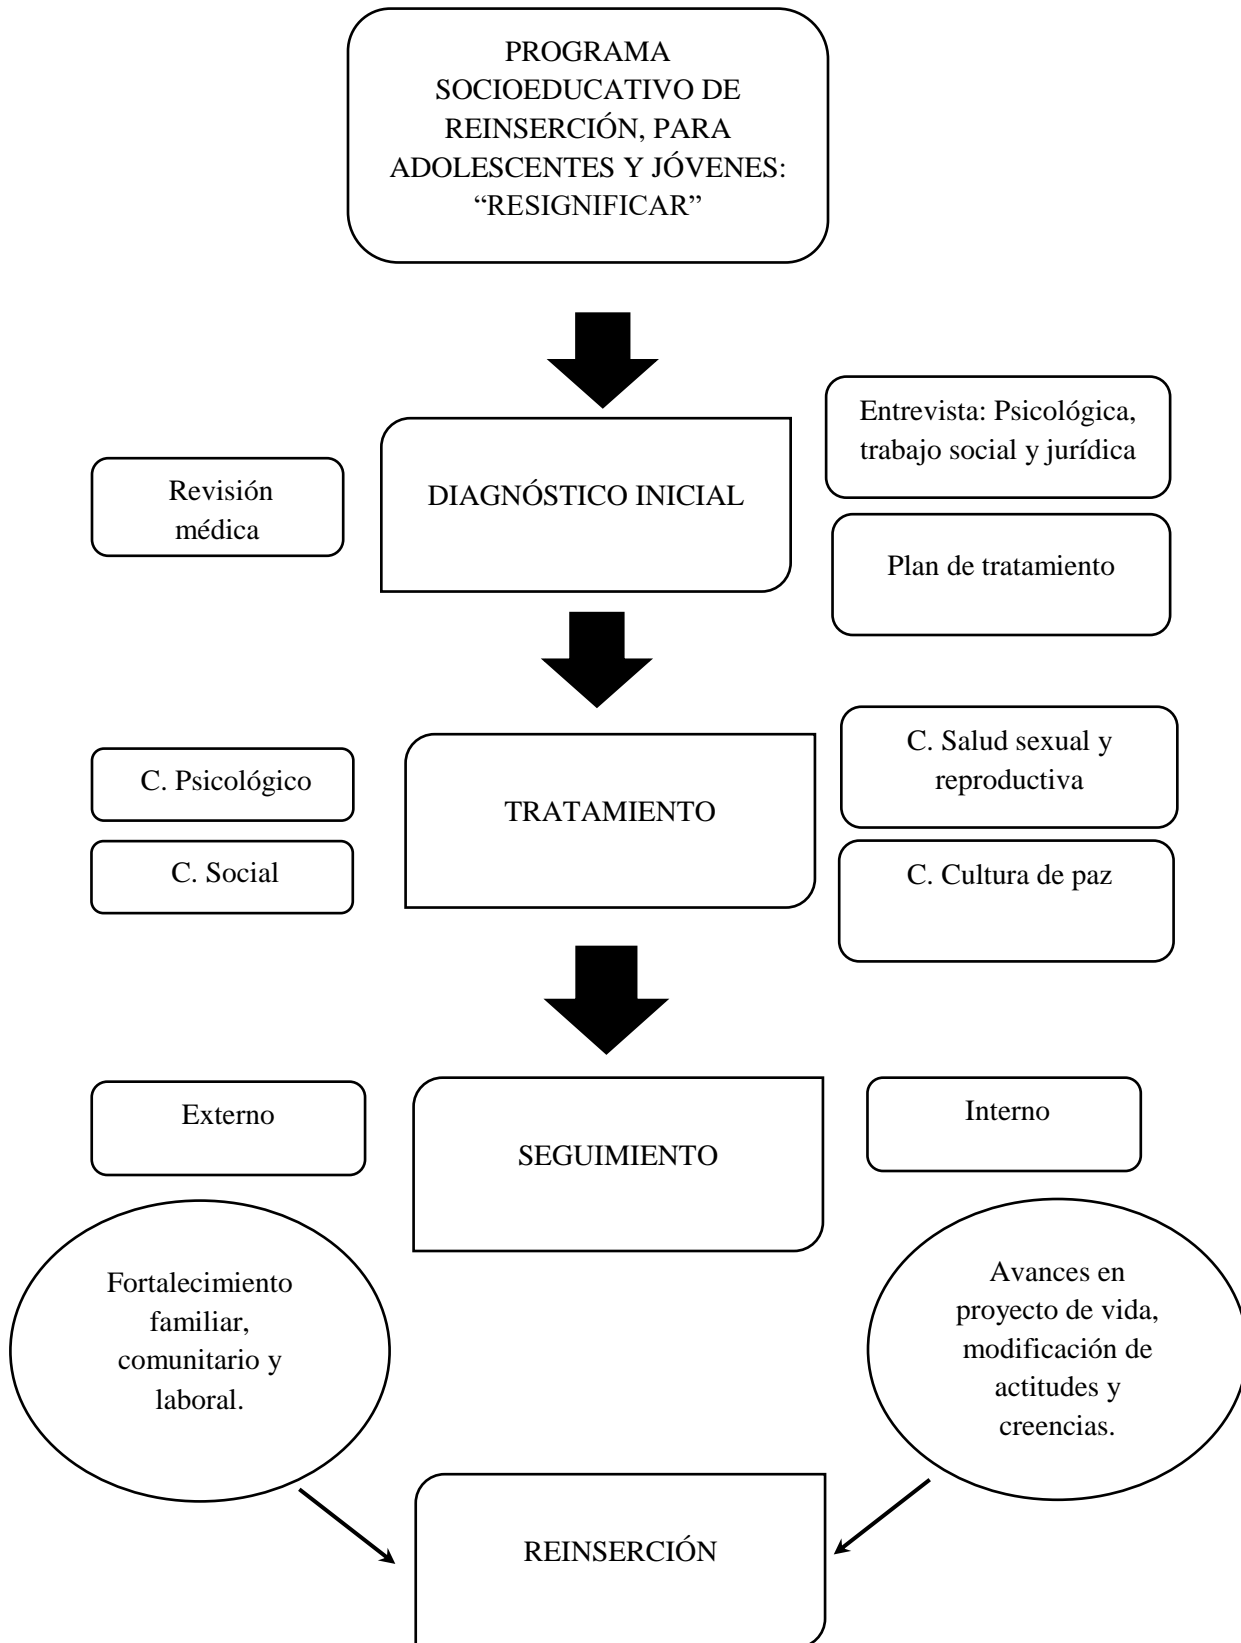 PROGRAMA
SOCIOEDUCATIVO DE
REINSERCIÓN, PARA
ADOLESCENTES Y JÓVENES:
“RESIGNIFICAR”
Revisión
médica
DIAGNÓSTICO INICIAL
Entrevista: Psicológica,
trabajo social y jurídica
Plan de tratamiento
C. Psicológico
C. Social
TRATAMIENTO
C. Salud sexual y
reproductiva
C. Cultura de paz
Externo
SEGUIMIENTO
Interno
Fortalecimiento
familiar,
comunitario y
laboral.
Avances en
proyecto de vida,
modificación de
actitudes y
creencias.
REINSERCIÓN